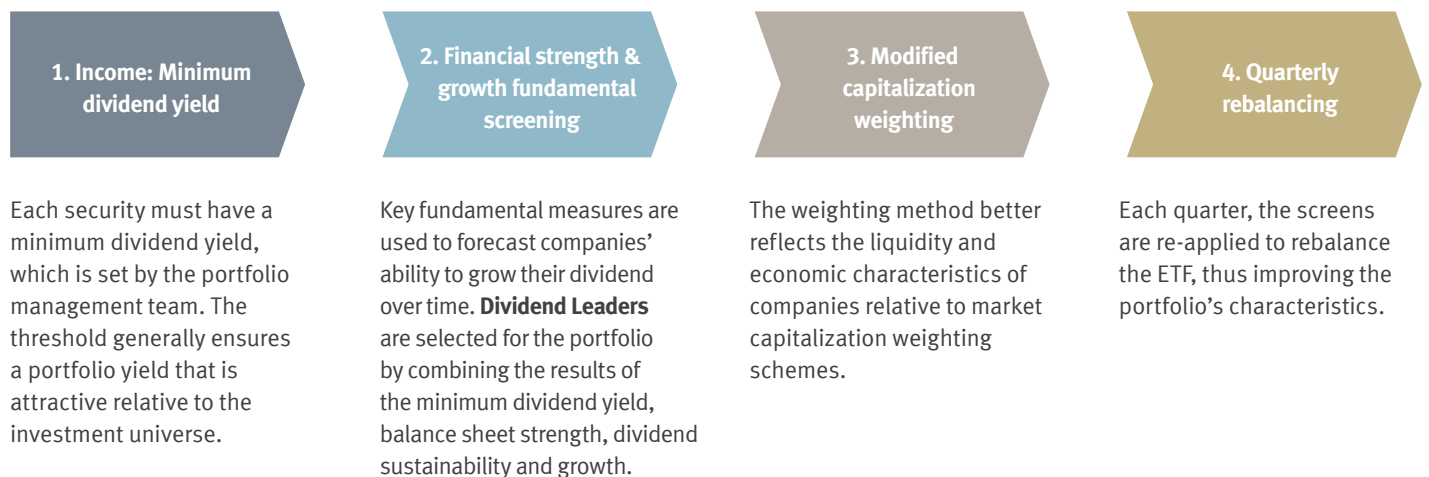 1. Income: Minimum
dividend yield
2. Financial strength &
growth fundamental
screening
3. Modified
capitalization
weighting
4. Quarterly
rebalancing
Each security must have a
minimum dividend yield,
which is set by the portfolio
management team. The
threshold generally ensures
a portfolio yield that is
attractive relative to the
investment universe.
Key fundamental measures are
used to forecast companies’
ability to grow their dividend
over time. Dividend Leaders
are selected for the portfolio
by combining the results of
the minimum dividend yield,
balance sheet strength, dividend
sustainability and growth.
The weighting method better
reflects the liquidity and
economic characteristics of
companies relative to market
capitalization weighting
schemes.
Each quarter, the screens
are re-applied to rebalance
the ETF, thus improving the
portfolio’s characteristics.